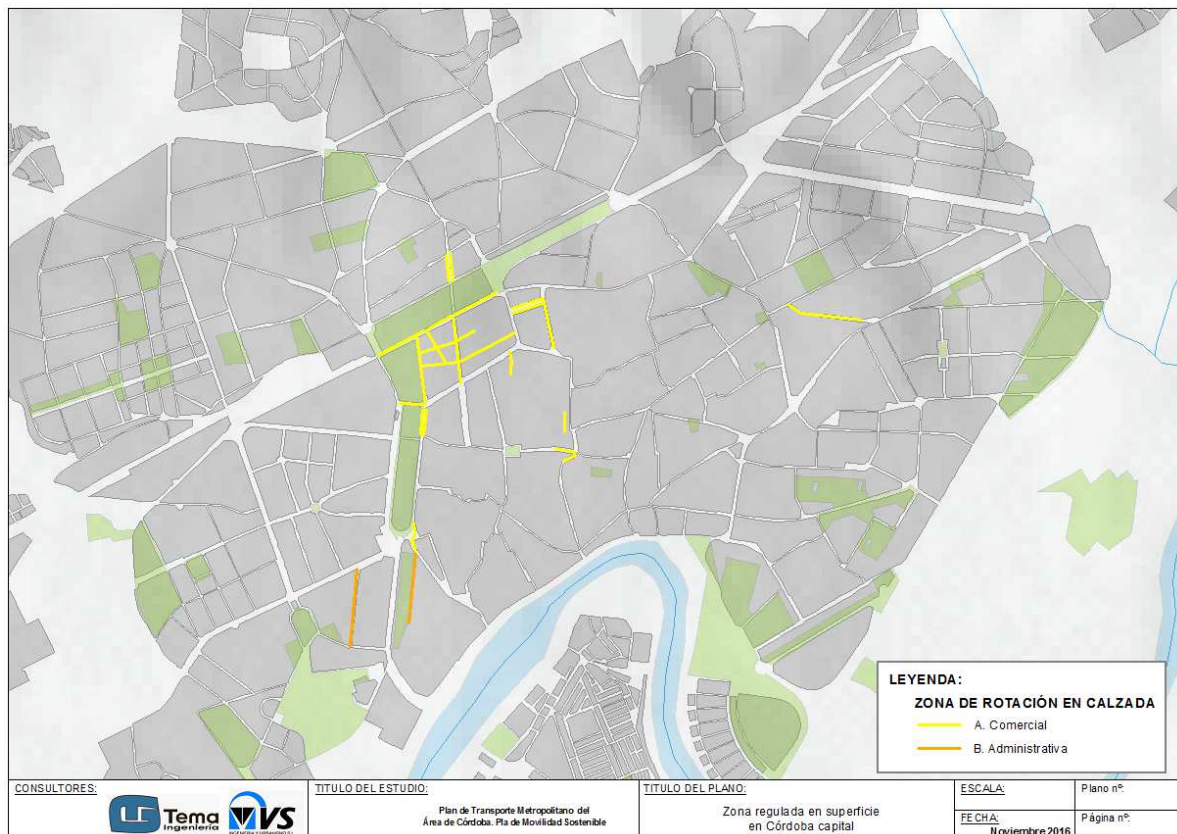 LEYENDA:
ZONA DE ROTACIÓN EN CALZADA
A. Comercial
B. Administrativa
CONSULTORES:
Tema
Ingeniería
VS
INGENIERIA Y URBANISMO S.L.
TITULO DEL ESTUDIO:
Plan de Transporte Metropolitano del
Área de Córdoba. Pla de Movilidad Sostenible
TITULO DEL PLANO:
Zona regulada en superficie
en Córdoba capital
ESCALA:
Plano nº:
FECHA:
Noviembre 2016
Página nº: